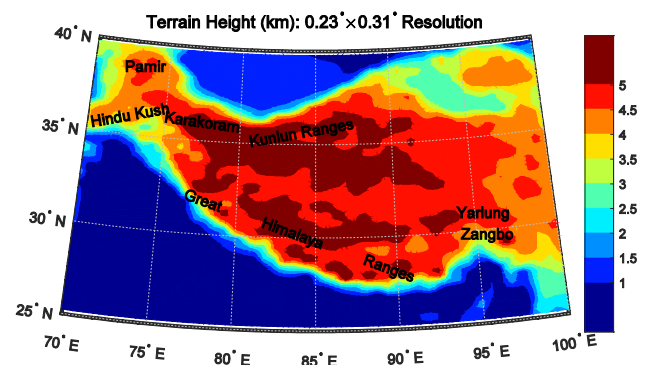 Terrain Height (km): 0.23°×0.31° Resolution
40° N
35° N
30° N
25° N
70° E
75° E
80° E
85° E
90° E
95° E
100° E
Pamir
Hindu Kush
Karakoram
Kunlun Ranges
Great
Himalaya
Ranges
Yarlung
Zangbo
5
4.5
4
3.5
3
2.5
2
1.5
1